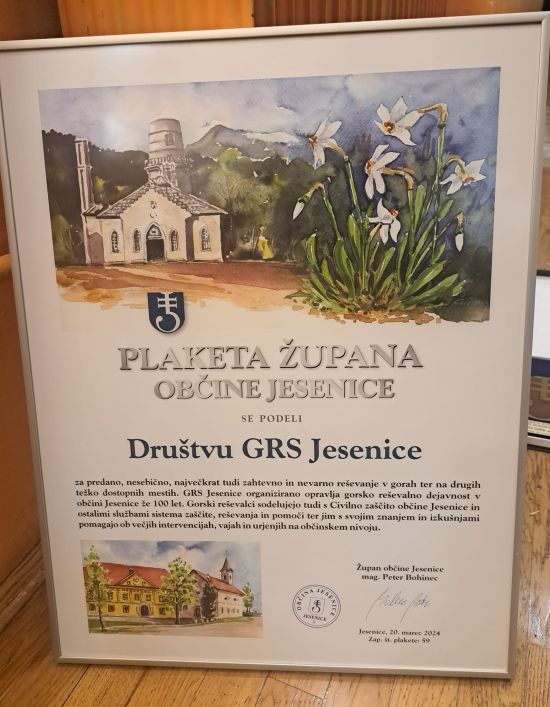 PLAKETA ŽUPANA
OBČINE JESENICE
SE PODELI
Društvu GRS Jesenice
za predano, nesebično, največkrat tudi zahtevno in nevarno reševanje v gorah ter na drugih
težko dostopnih mestih. GRS Jesenice organizirano opravlja gorsko reševalno dejavnost v
občini Jesenice že 100 let. Gorski reševalci sodelujejo tudi s Civilno zaščito občine Jesenice in
ostalimi službami sistema zaščite, reševanja in pomoči ter jim s svojim znanjem in izkušnjami
pomagajo ob večjih intervencijah, vajah in urjenjih na občinskem nivoju.
Župan občine Jesenice
mag. Peter Bohinec
OBČINA JESENICE
JESENICE
Jesenice, 20. marec 2024
Zap. št. plakete: 59